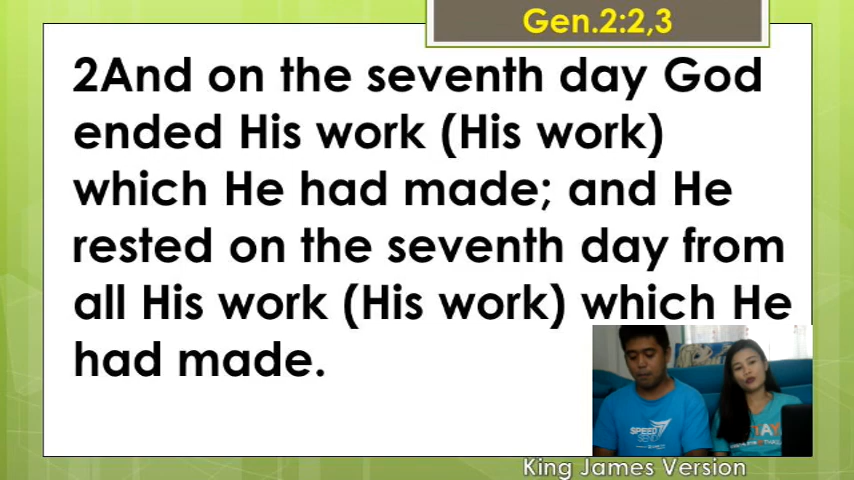 Gen.2:2,3
2And on the seventh day God
ended His work (His work)
which He had made; and He
rested on the seventh day from
all His work (His work) which He
had made.
SPEED
King James Version